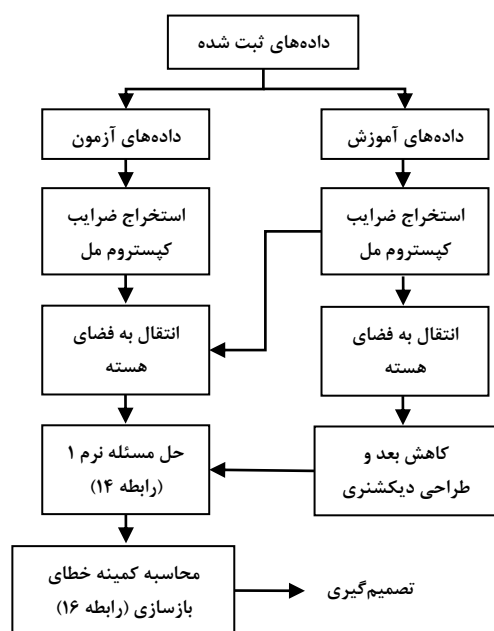 داده‌های ثبت شده
داده‌های آموزش
داده‌های آزمون
استخراج ضرایب
کپستروم مل
استخراج ضرایب
کپستروم مل
انتقال به فضای
هسته
انتقال به فضای
هسته
کاهش بعد و
طراحی دیکشنری
حل مسئله نرم ۱
(رابطه ۱۴)
محاسبه کمینه خطای
بازسازی (رابطه ۱۶)
تصمیم‌گیری